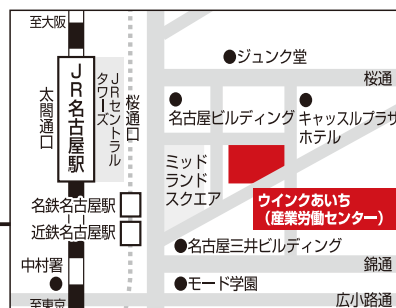 至大阪
ジュンク堂
桜通
JR名古屋駅
JRセントラル
タワーズ
桜通口
太閤通口
名古屋ビルディング
キャッスルプラザ
ホテル
ミッド
ランド
スクエア
ウインクあいち
（産業労働センター）
名鉄名古屋駅
近鉄名古屋駅
名古屋三井ビルディング
中村署
錦通
モード学園
至東京
広小路通